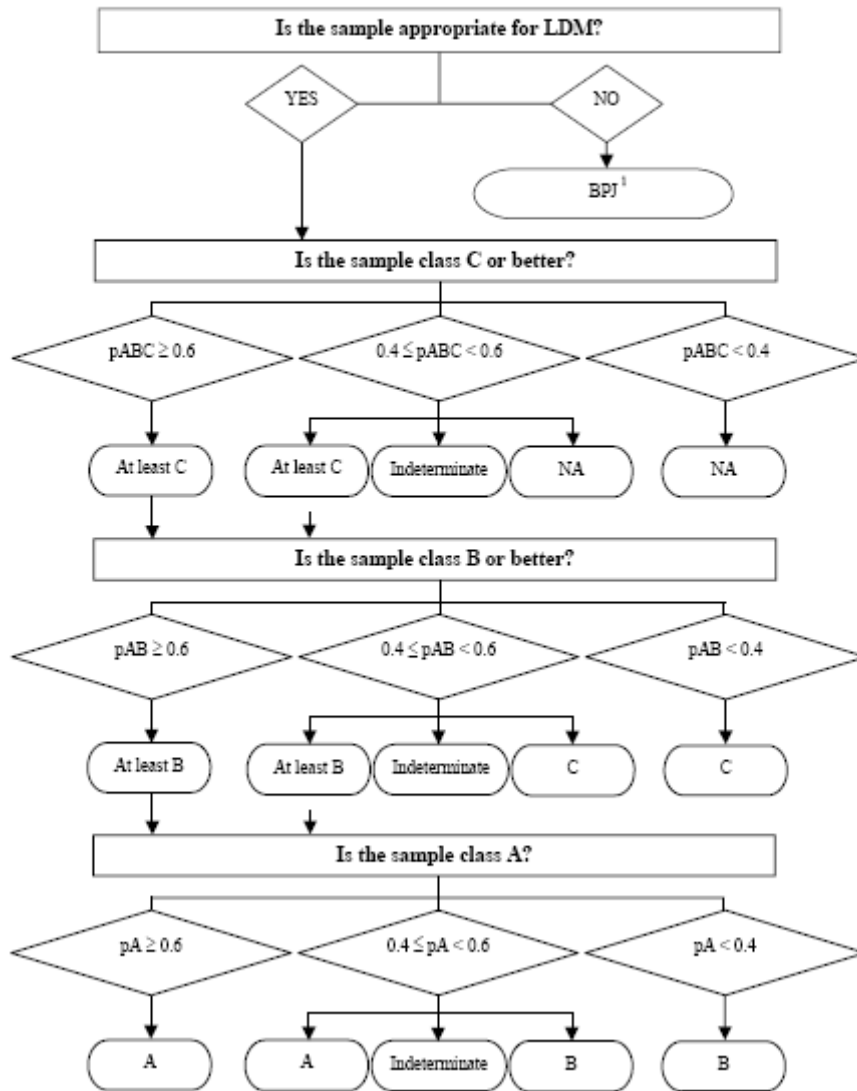 Is the sample appropriate for LDM?
YES
NO
BPJ 1
Is the sample class C or better?
pABC ≥ 0.6
0.4 ≤ pABC < 0.6
pABC < 0.4
At least C
At least C
Indeterminate
NA
NA
Is the sample class B or better?
pAB ≥ 0.6
0.4 ≤ pAB < 0.6
pAB < 0.4
At least B
At least B
Indeterminate
C
C
Is the sample class A?
pA ≥ 0.6
0.4 ≤ pA < 0.6
pA < 0.4
A
A
Indeterminate
B
B